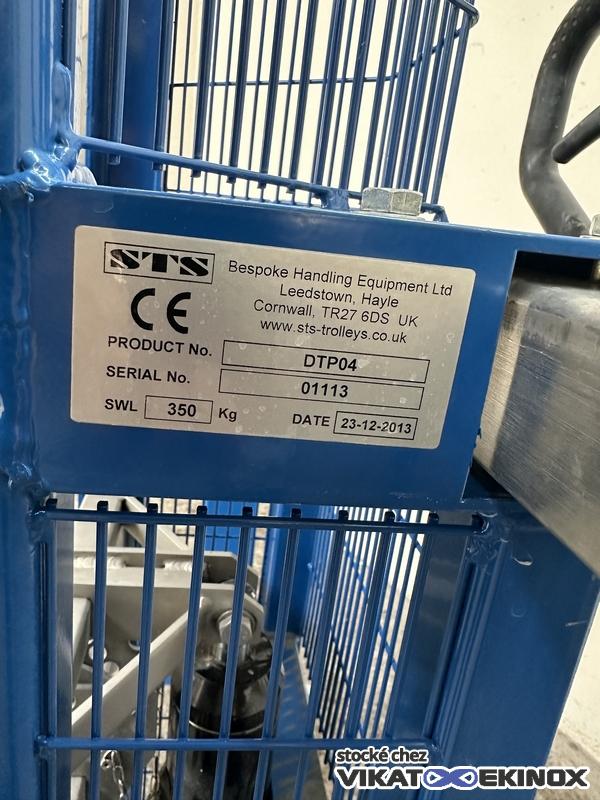 STS
Bespoke Handling Equipment Ltd
Leedstown, Hayle
Cornwall, TR27 6DS UK
www.sts-trolleys.co.uk
CE
PRODUCT No. DTP04
SERIAL No. 01113
SWL 350 Kg DATE 23-12-2013
stocké chez
VIKATOO EKINOX